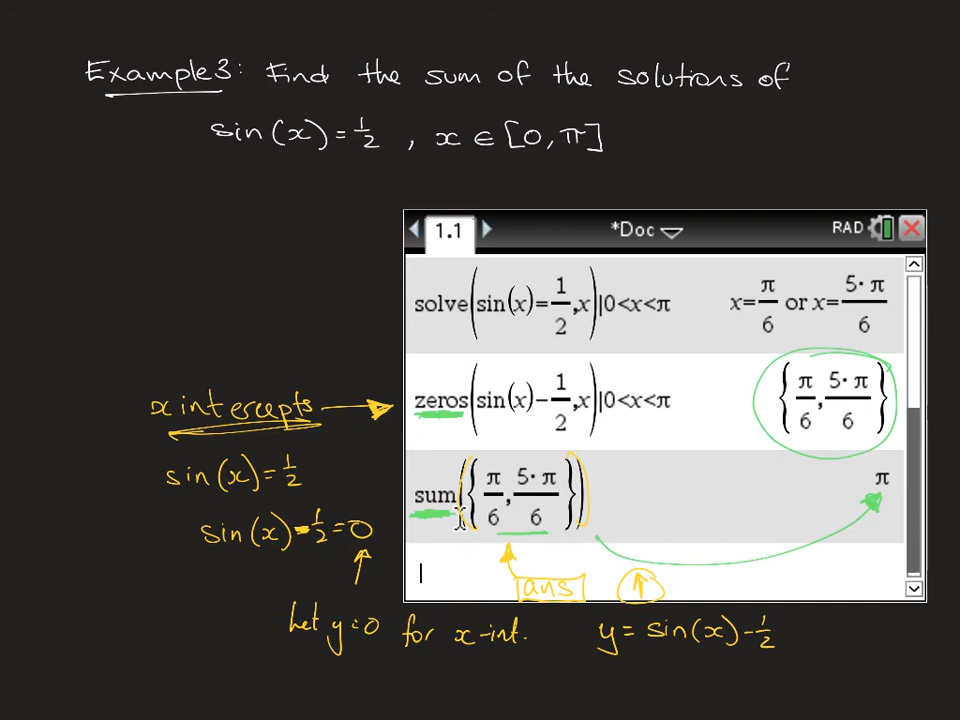 Example 3: Find the sum of the solutions of
sin(x) = 1/2 , x ∈ [0, π]
1.1 *Doc RAD
solve(sin(x)=1/2,x)|0<x<π x=π/6 or x=5·π/6
x intercepts zeros(sin(x)−1/2,x)|0<x<π {π/6,5·π/6}
sin(x) = 1/2
sum({π/6,5·π/6}) π
sin(x) - 1/2 = 0
ans
Let y=0 for x-int. y = sin(x) - 1/2